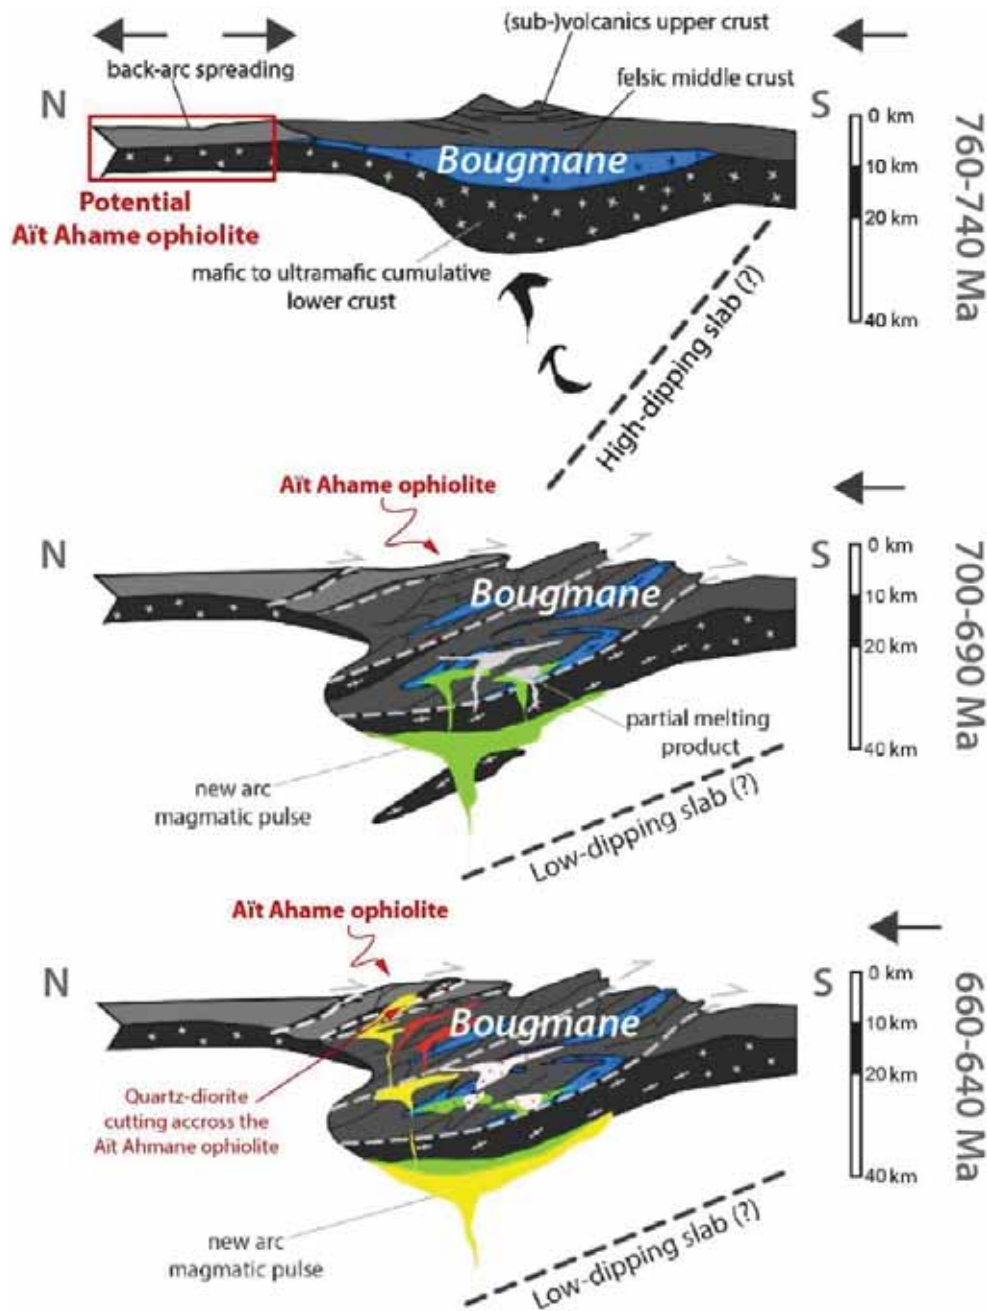 (sub-)volcanics upper crust
back-arc spreading
felsic middle crust
N
S
0 km
Bougmane
10 km
Potential
Aït Ahame ophiolite
20 km
mafic to ultramafic cumulative
lower crust
40 km
High-dipping slab (?)
760-740 Ma
Aït Ahame ophiolite
N
S
0 km
Bougmane
10 km
20 km
partial melting
product
40 km
new arc
magmatic pulse
Low-dipping slab (?)
700-690 Ma
Aït Ahame ophiolite
N
S
0 km
Bougmane
10 km
20 km
Quartz-diorite
cutting accross the
Aït Ahmane ophiolite
40 km
new arc
magmatic pulse
Low-dipping slab (?)
660-640 Ma